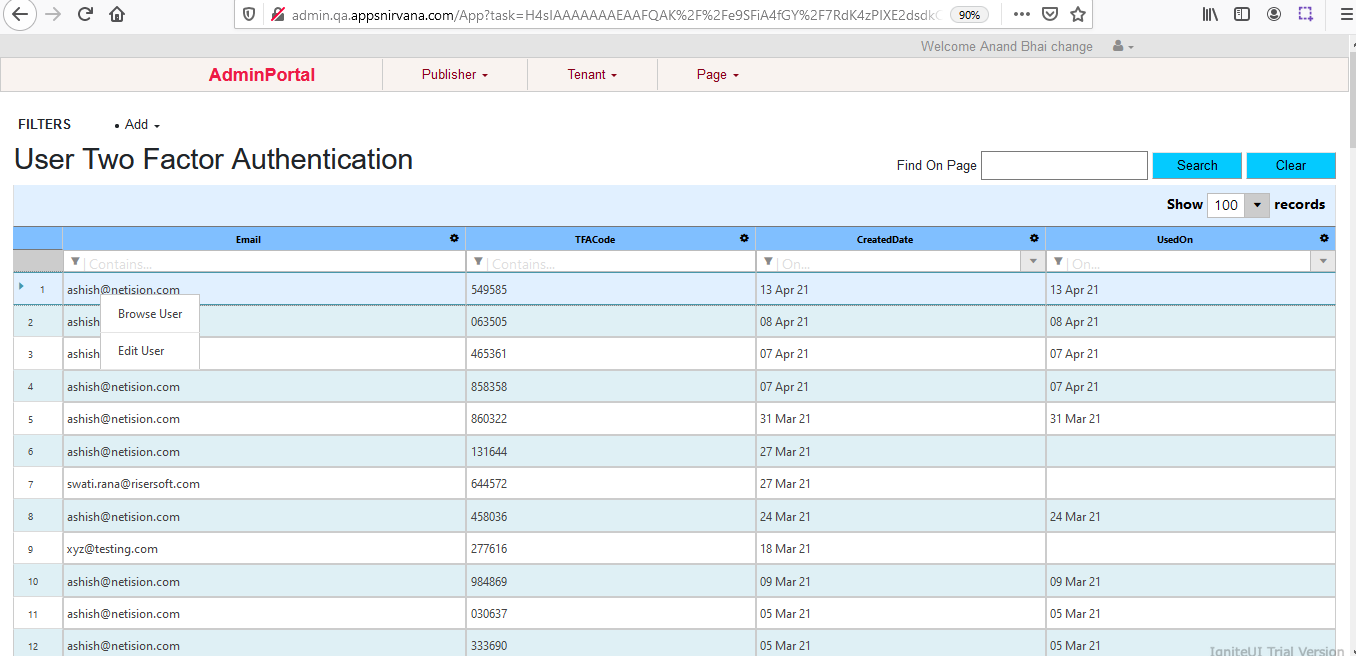 admin.qa.appsnirvana.com/App?task=H4sIAAAAAAAEAAFQAK%2F%2Fe9SFiA4fGY%2F7RdK4zPIXE2dsdk 90%
Welcome Anand Bhai change
AdminPortal Publisher Tenant Page
FILTERS • Add
User Two Factor Authentication
Find On Page Search Clear
Show 100 records
Email TFACode CreatedDate UsedOn
Contains... Contains... On... On...
1 ashish@netision.com 549585 13 Apr 21 13 Apr 21
Browse User
2 ashish 063505 08 Apr 21 08 Apr 21
Edit User
3 ashish 465361 07 Apr 21 07 Apr 21
4 ashish@netision.com 858358 07 Apr 21 07 Apr 21
5 ashish@netision.com 860322 31 Mar 21 31 Mar 21
6 ashish@netision.com 131644 27 Mar 21
7 swati.rana@risersoft.com 644572 27 Mar 21
8 ashish@netision.com 458036 24 Mar 21 24 Mar 21
9 xyz@testing.com 277616 18 Mar 21
10 ashish@netision.com 984869 09 Mar 21 09 Mar 21
11 ashish@netision.com 030637 05 Mar 21 05 Mar 21
12 ashish@netision.com 333690 05 Mar 21 05 Mar 21
IgniteUI Trial Version